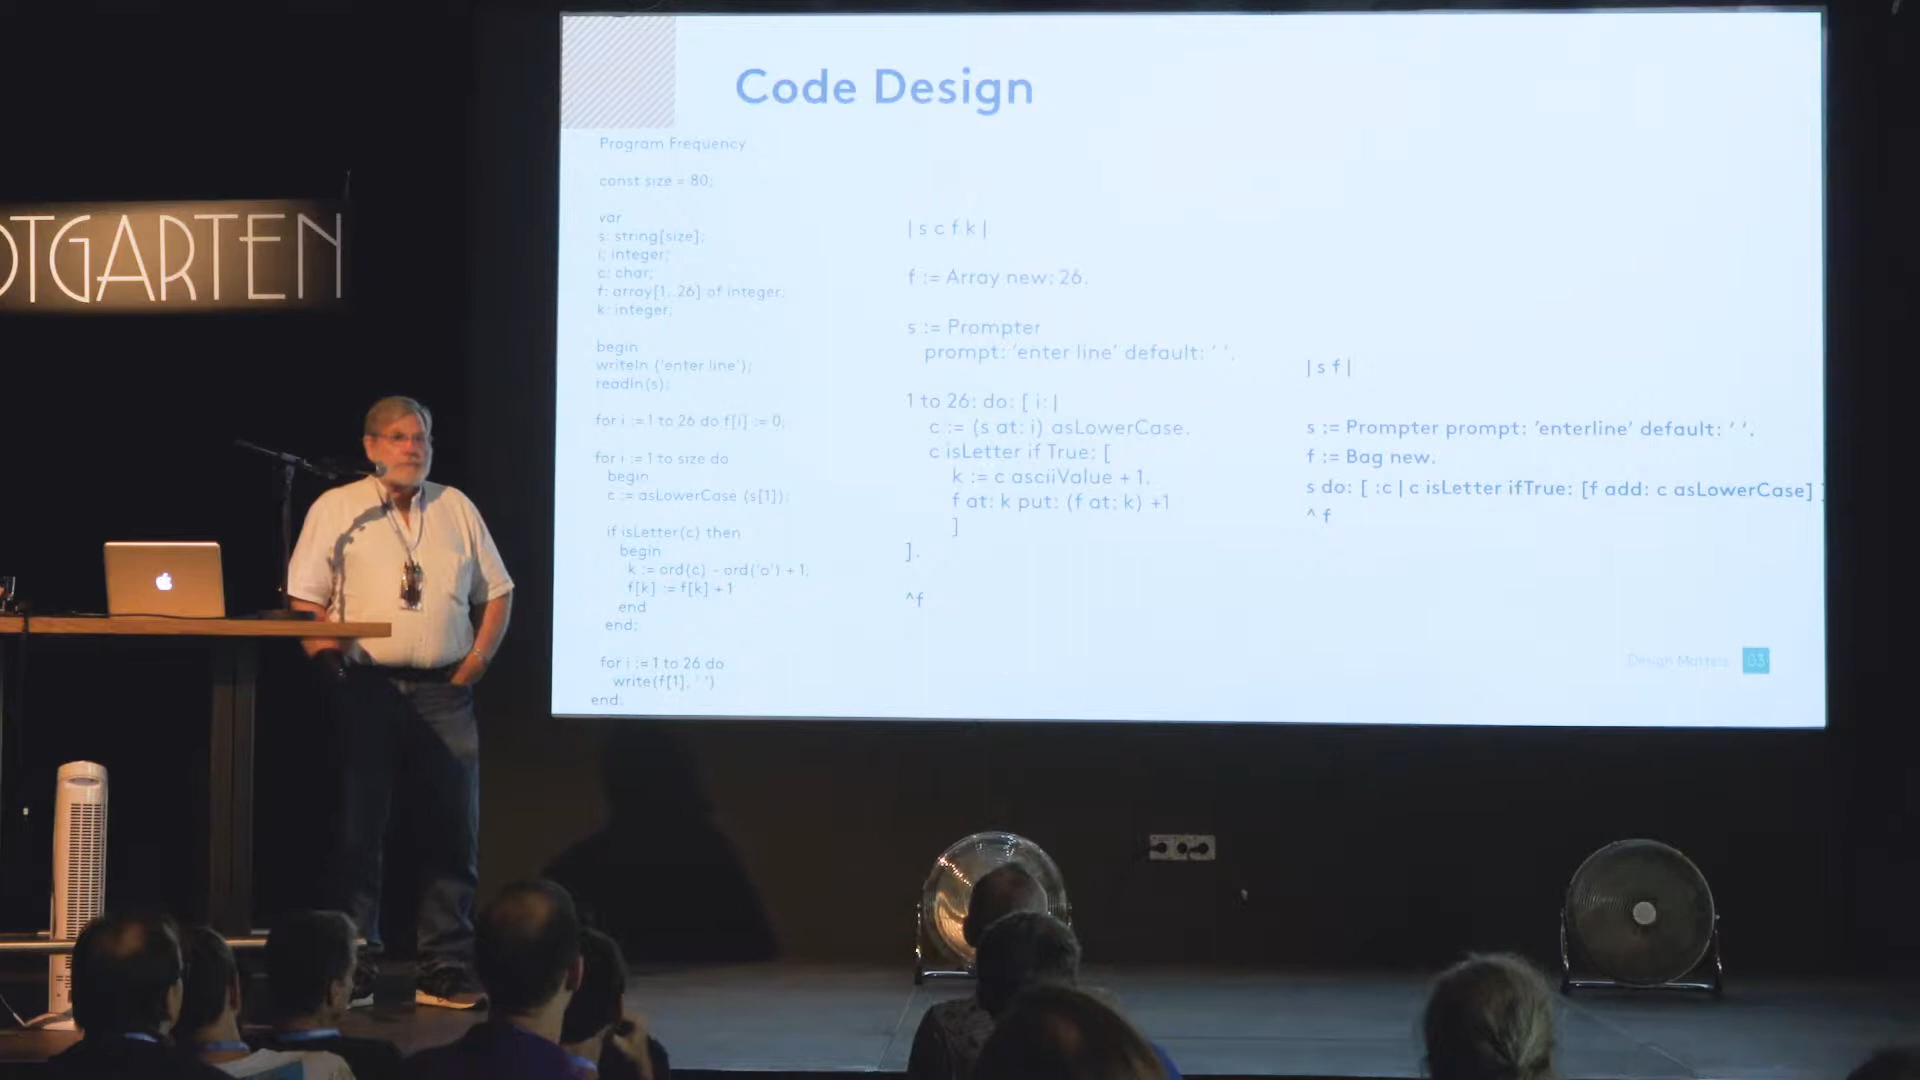 OTGARTEN
Code Design
Program Frequency
const size = 80;
var
s: string[size];
i: integer;
c: char;
f: array[1..26] of integer;
k: integer;
begin
writeln ('enter line');
readln(s);
for i := 1 to 26 do f[i] := 0;
for i := 1 to size do
begin
c := asLowerCase (s[1]);
if isLetter(c) then
begin
k := ord(c) - ord('o') + 1;
f[k] := f[k] + 1
end
end;
for i := 1 to 26 do
write(f[1], ' ')
end;
| s c f k |
f := Array new: 26.
s := Prompter
prompt: 'enter line' default: ' '.
1 to 26: do: [ i: |
c := (s at: i) asLowerCase.
c isLetter if True: [
k := c asciiValue + 1.
f at: k put: (f at: k) +1
]
].
^f
| s f |
s := Prompter prompt: 'enterline' default: ' '.
f := Bag new.
s do: [ :c | c isLetter ifTrue: [f add: c asLowerCase] ]
^ f
Design Matters 03